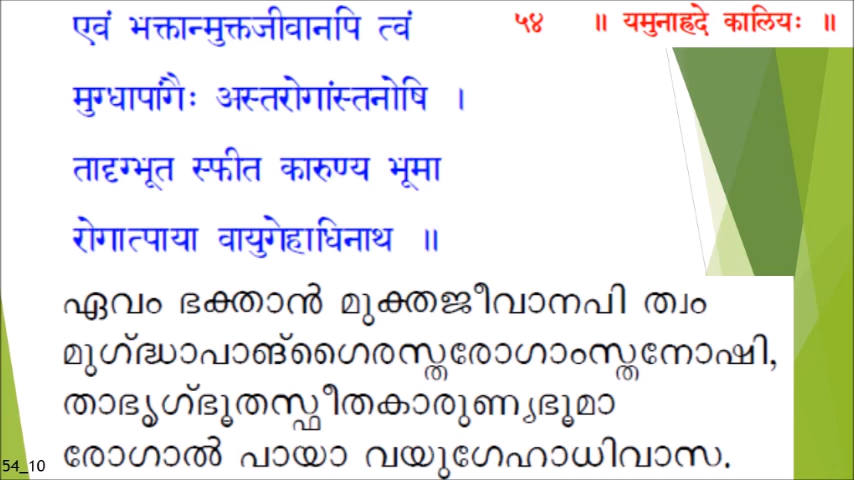 एवं भक्तान्मुक्तजीवानपि त्वं
५४ ॥ यमुनाह्रदे कालियः ॥
मुग्धापांगैः अस्तरोगांस्तनोषि ।
तादृग्भूत स्फीत कारुण्य भूमा
रोगात्पाया वायुगेहाधिनाथ ॥
ഏവം ഭക്താൻ മുക്തജീവാനപി ത്വം
മുഗ്ദ്ധാപാങ്ഗൈരസ്തരോഗാംസ്തനോഷി,
താഭൃഗ്ഭൂതസ്ഫീതകാരുണ്യഭൂമാ
രോഗാൽ പായാ വയുഗേഹാധിവാസ.
54_10